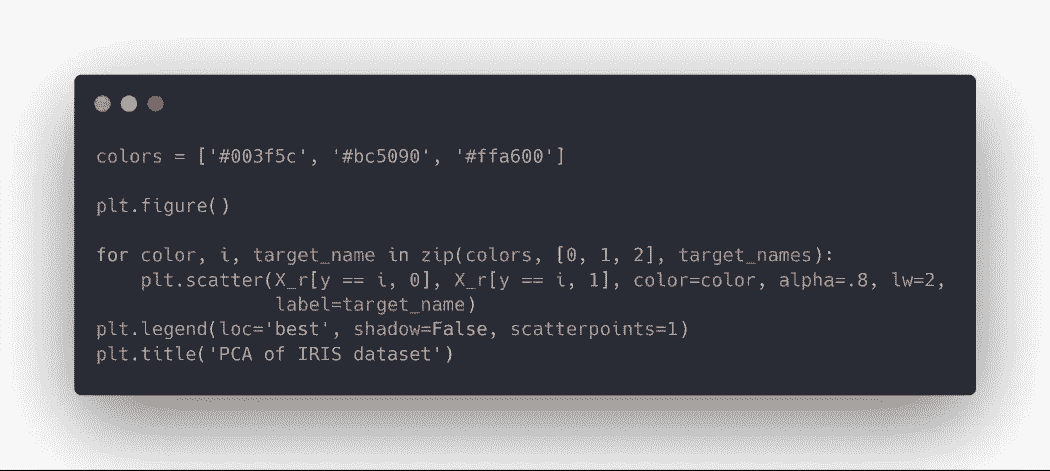 colors = ['#003f5c', '#bc5090', '#ffa600']
plt.figure()
for color, i, target_name in zip(colors, [0, 1, 2], target_names):
    plt.scatter(X_r[y == i, 0], X_r[y == i, 1], color=color, alpha=.8, lw=2,
                label=target_name)
plt.legend(loc='best', shadow=False, scatterpoints=1)
plt.title('PCA of IRIS dataset')